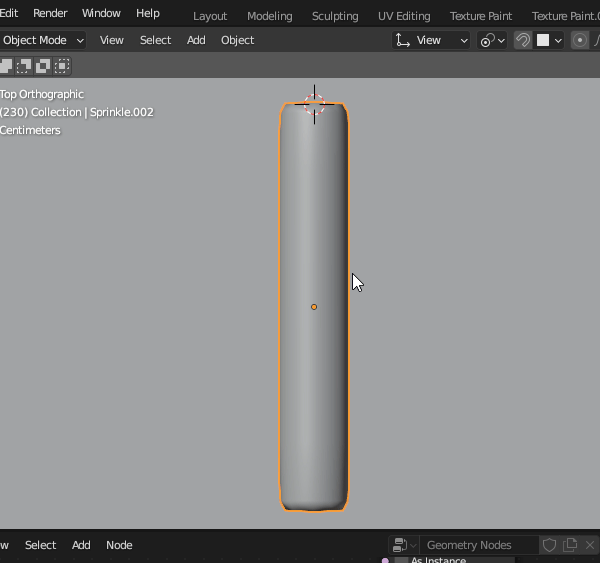 Edit Render Window Help Layout Modeling Sculpting UV Editing Texture Paint Texture Paint.0
Object Mode View Select Add Object View
Top Orthographic
(230) Collection | Sprinkle.002
Centimeters
w Select Add Node Geometry Nodes
As Instance